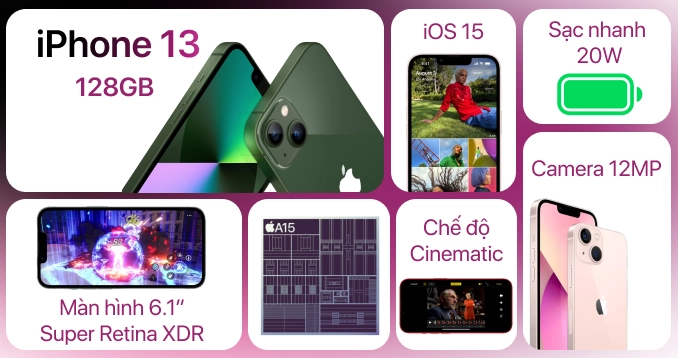 iPhone 13
128GB
iOS 15
Sạc nhanh
20W
Camera 12MP
Màn hình 6.1”
Super Retina XDR
A15
Chế độ
Cinematic